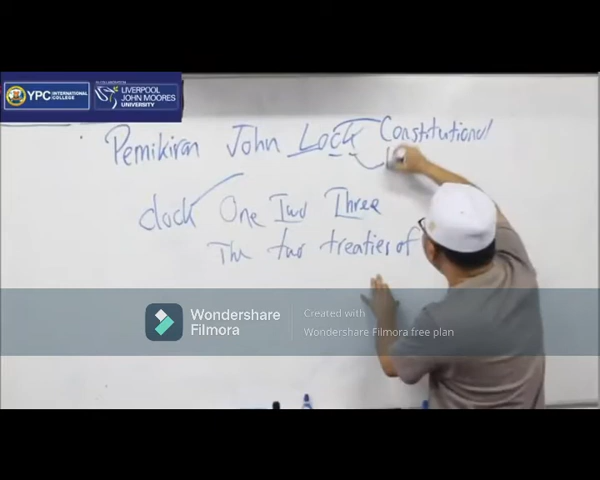 YPC INTERNATIONAL COLLEGE
IN COLLABORATION
LIVERPOOL JOHN MOORES UNIVERSITY
Pemikiran John Lock Constitutional
clock One Two Three
The two treaties of
Wondershare Filmora
Created with
Wondershare Filmora free plan